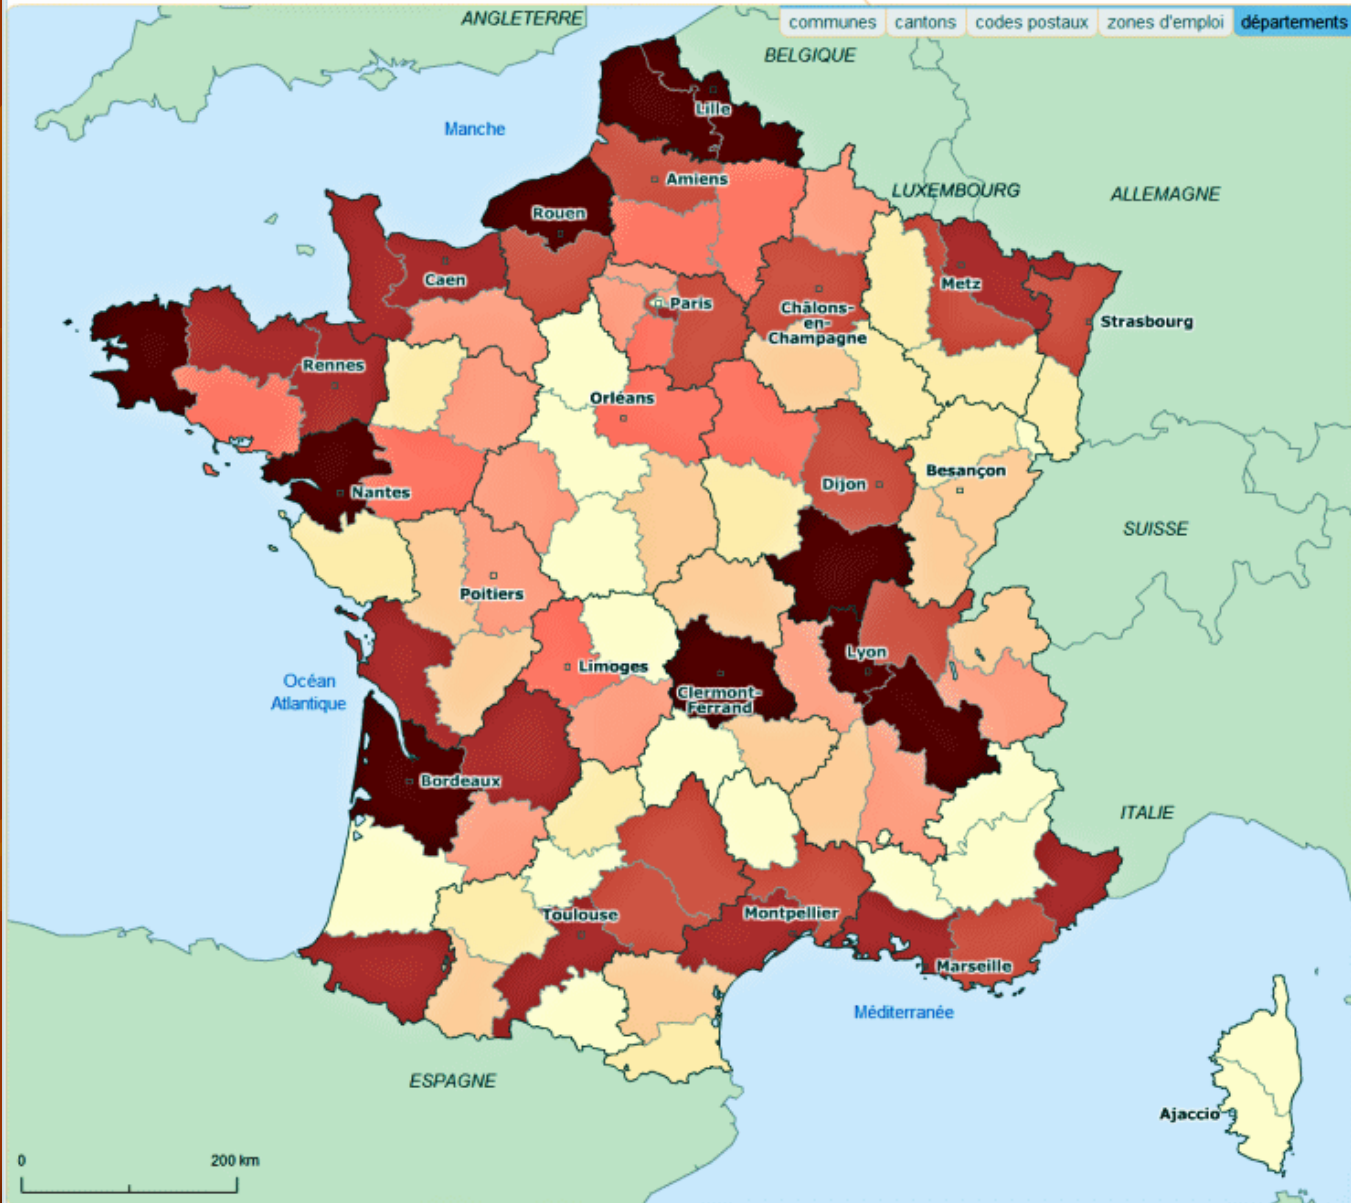 ANGLETERRE
communes
cantons
codes postaux
zones d'emploi
départements
BELGIQUE
Lille
Manche
Amiens
LUXEMBOURG
ALLEMAGNE
Rouen
Caen
Metz
Paris
Châlons-
en-
Champagne
Strasbourg
Rennes
Orléans
Besançon
Dijon
Nantes
SUISSE
Poitiers
Lyon
Limoges
Océan
Atlantique
Clermont-
Ferrand
Bordeaux
ITALIE
Toulouse
Montpellier
Marseille
Méditerranée
ESPAGNE
Ajaccio
0
200 km